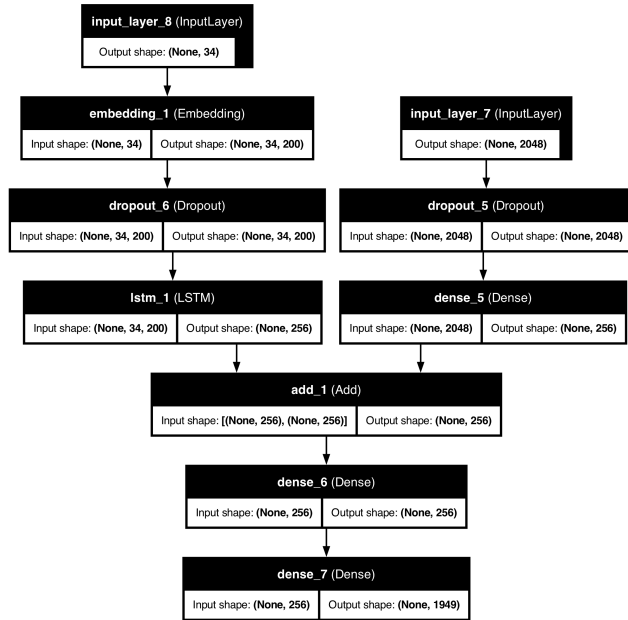 input_layer_8 (InputLayer)
Output shape: (None, 34)
embedding_1 (Embedding)
Input shape: (None, 34) Output shape: (None, 34, 200)
input_layer_7 (InputLayer)
Output shape: (None, 2048)
dropout_6 (Dropout)
Input shape: (None, 34, 200) Output shape: (None, 34, 200)
dropout_5 (Dropout)
Input shape: (None, 2048) Output shape: (None, 2048)
lstm_1 (LSTM)
Input shape: (None, 34, 200) Output shape: (None, 256)
dense_5 (Dense)
Input shape: (None, 2048) Output shape: (None, 256)
add_1 (Add)
Input shape: [(None, 256), (None, 256)] Output shape: (None, 256)
dense_6 (Dense)
Input shape: (None, 256) Output shape: (None, 256)
dense_7 (Dense)
Input shape: (None, 256) Output shape: (None, 1949)